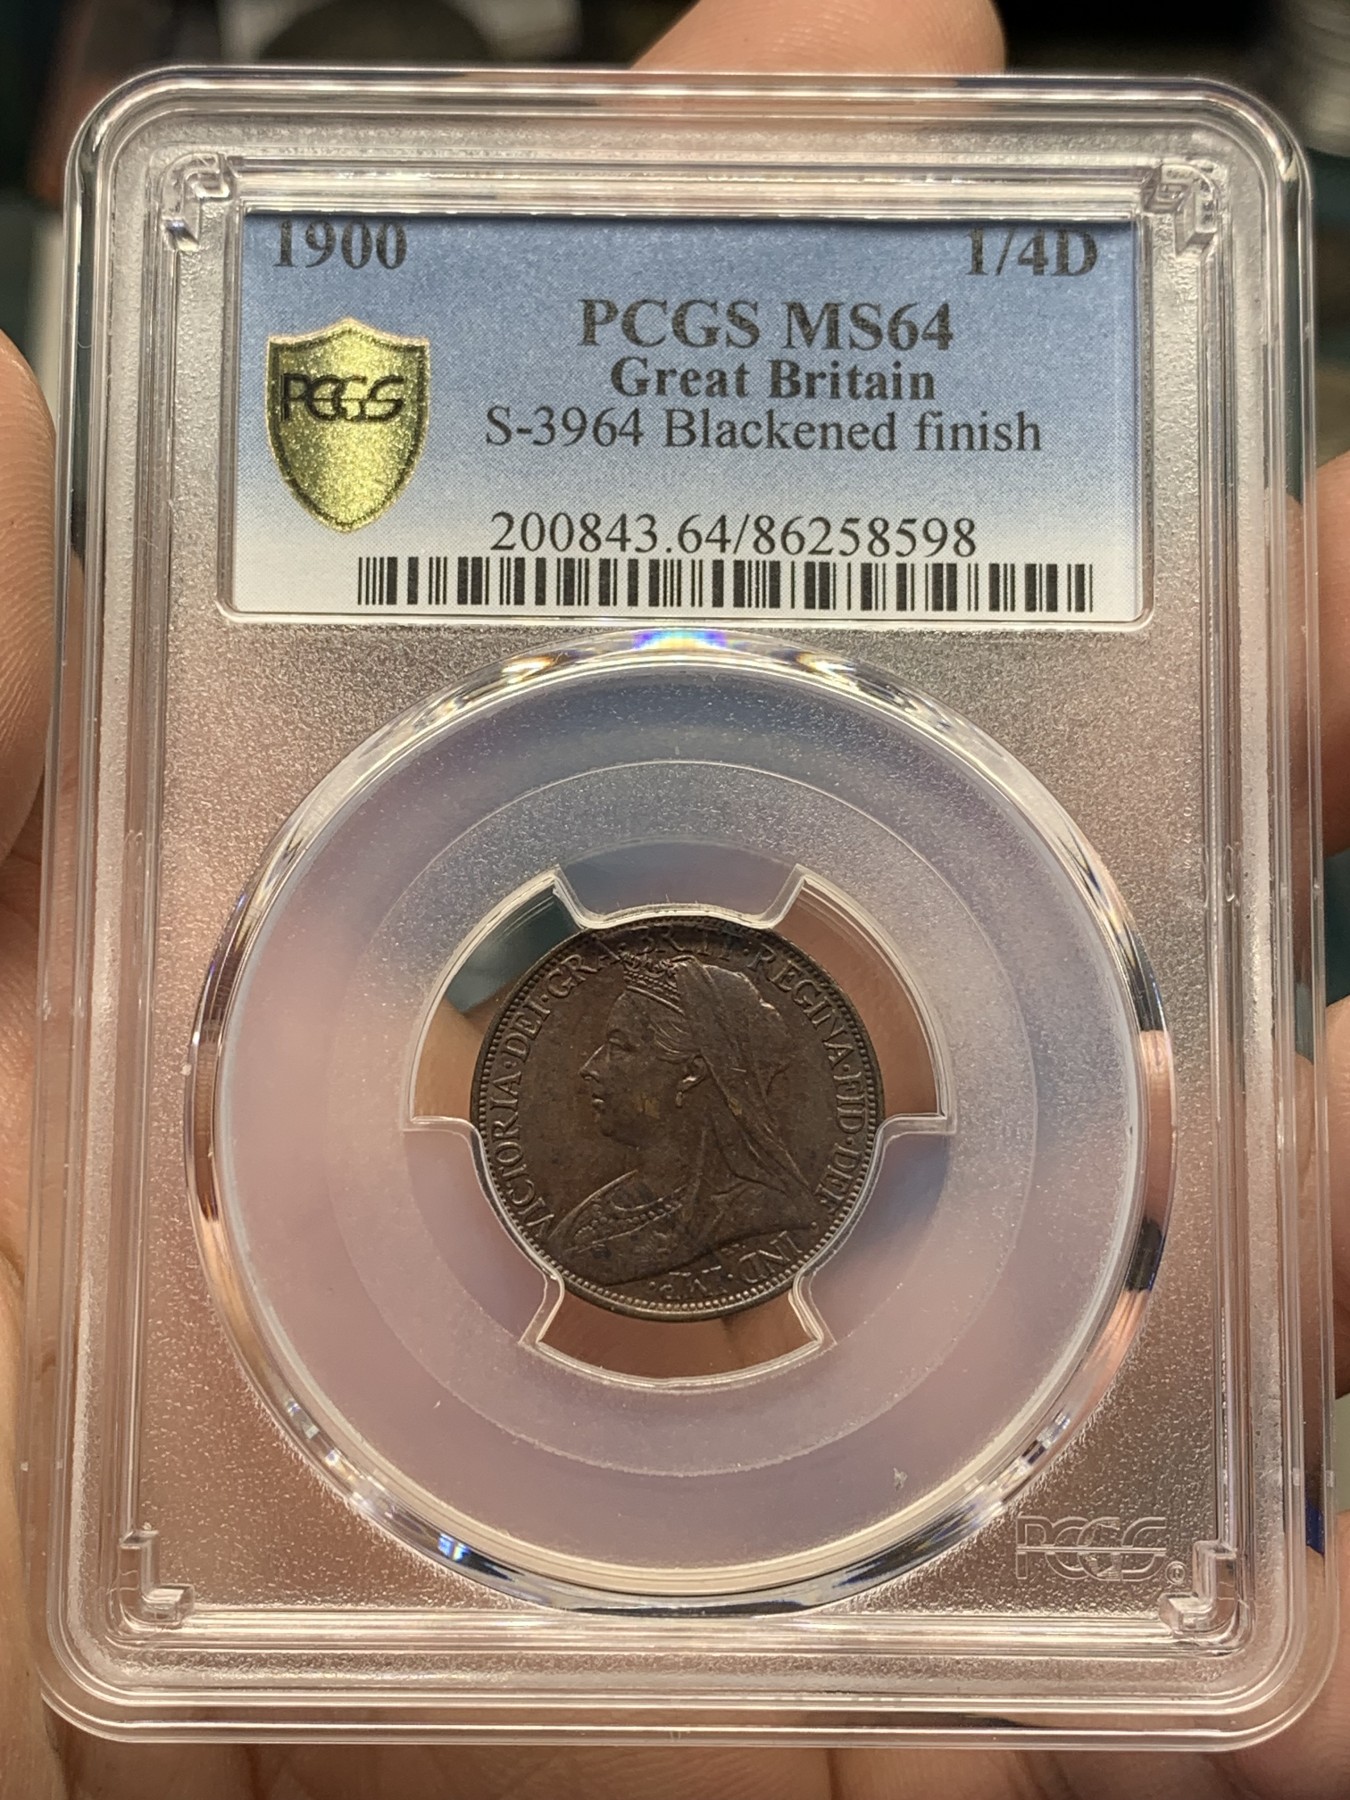 1900 1/4D
PCGS MS64
Great Britain
S-3964 Blackened finish
PCGS
200843.64/86258598
VICTORIA·DEI·GRA·BRITT·REGINA·FID·DEF·
IND·IMP·
PCGS®